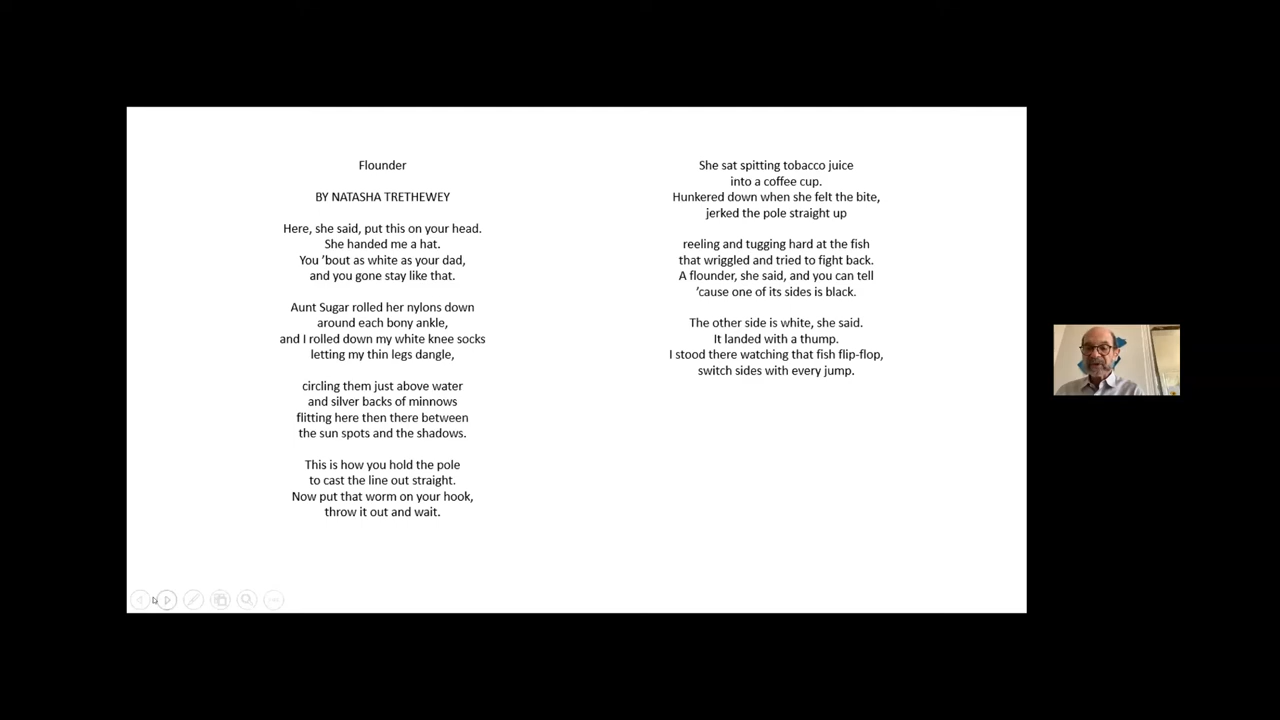 Flounder
BY NATASHA TRETHEWEY
Here, she said, put this on your head.
She handed me a hat.
You ’bout as white as your dad,
and you gone stay like that.
Aunt Sugar rolled her nylons down
around each bony ankle,
and I rolled down my white knee socks
letting my thin legs dangle,
circling them just above water
and silver backs of minnows
flitting here then there between
the sun spots and the shadows.
This is how you hold the pole
to cast the line out straight.
Now put that worm on your hook,
throw it out and wait.
She sat spitting tobacco juice
into a coffee cup.
Hunkered down when she felt the bite,
jerked the pole straight up
reeling and tugging hard at the fish
that wriggled and tried to fight back.
A flounder, she said, and you can tell
’cause one of its sides is black.
The other side is white, she said.
It landed with a thump.
I stood there watching that fish flip-flop,
switch sides with every jump.